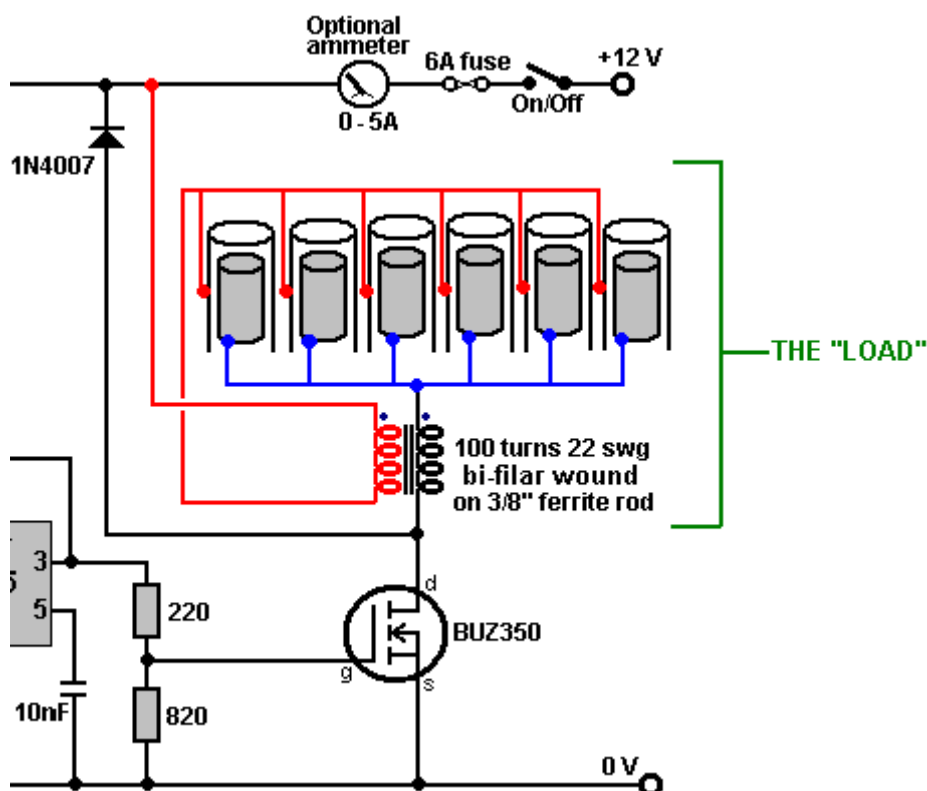 Optional
ammeter
6A fuse
+12 V
0 - 5A
On/Off
1N4007
THE "LOAD"
100 turns 22 swg
bi-filar wound
on 3/8" ferrite rod
3
5
220
d
BUZ350
g
s
10nF
820
0 V